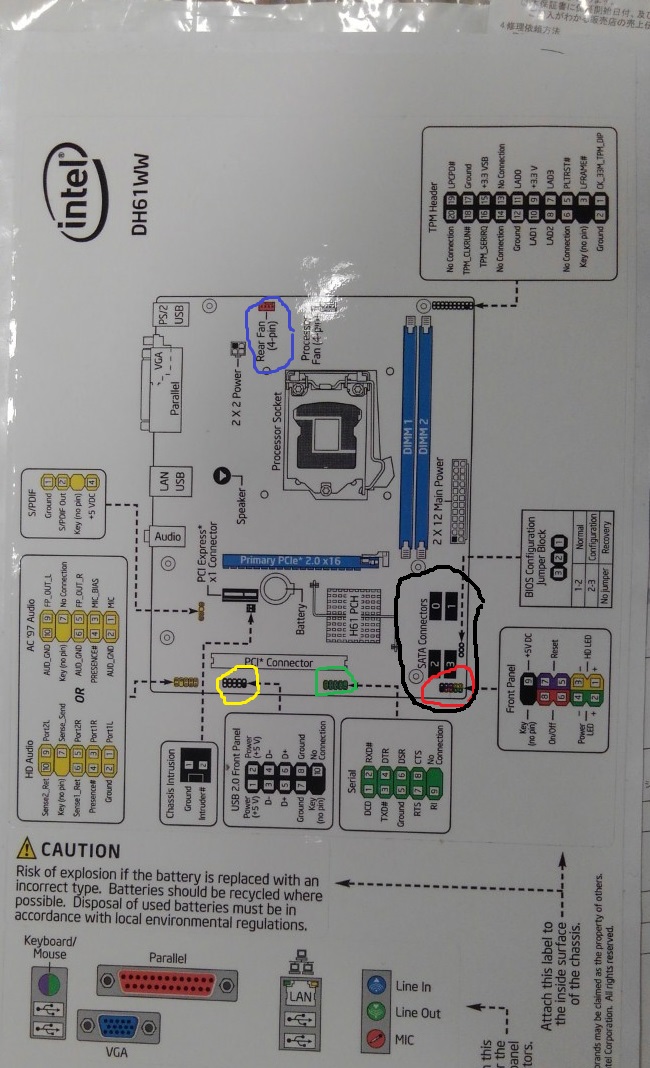 4.修理依頼方法
intel®
DH61WW
TPM Header
No Connection 20 19 LPCPD#
TPM_CLKRUN# 18 17 Ground
TPM_SERIRQ 16 15 +3.3 VSB
No Connection 14 13 No Connection
Ground 12 11 LAD0
LAD1 10 9 +3.3 V
LAD2 8 7 LAD3
No Connection 6 5 PLTRST#
Key (no pin) 3 LFRAME#
Ground 2 1 CK_33M_TPM_DIP
PS/2
USB
VGA
Parallel
LAN
USB
Audio
Rear Fan
(4-pin)
Processor
Fan (4-pin)
2 X 2 Power
Processor Socket
DIMM 1
DIMM 2
Speaker
2 X 12 Main Power
PCI Express*
x1 Connector
Primary PCIe* 2.0 x16
Battery
H61 PCH
SATA Connectors
0
1
2
3
PCI* Connector
S/PDIF
Ground 1
S/PDIF Out 2
Key (no pin)
+5 VDC 4
AC '97 Audio
AUD_GND 10 9 FP_OUT_L
Key (no pin) 7 No Connection
AUD_GND 6 5 FP_OUT_R
PRESENCE# 4 3 MIC_BIAS
AUD_GND 2 1 MIC
OR
HD Audio
Sense2_Ret 10 9 Port2L
Key (no pin) 7 Sense_Send
Sense1_Ret 6 5 Port2R
Presence# 4 3 Port1R
Ground 2 1 Port1L
BIOS Configuration
Jumper Block
3 2 1
1-2 Normal
2-3 Configuration
No Jumper Recovery
Front Panel
Key (no pin) 9 +5V DC
On/Off 8 7 Reset
6 5
Power LED 4 3 - HD LED
+ 2 1 +
Chassis Intrusion
Ground 1
Intruder# 2
USB 2.0 Front Panel
Power (+5 V) 1 2 Power (+5 V)
D- 3 4 D-
D+ 5 6 D+
Ground 7 8 Ground
Key (no pin) 10 No Connection
Serial
DCD 1 2 RXD#
TXD# 3 4 DTR
Ground 5 6 DSR
RTS 7 8 CTS
RI 9 No Connection
CAUTION
Risk of explosion if the battery is replaced with an
incorrect type. Batteries should be recycled where
possible. Disposal of used batteries must be in
accordance with local environmental regulations.
Keyboard/
Mouse
Parallel
VGA
LAN
Line In
Line Out
MIC
Attach this label to
the inside surface
of the chassis.
brands may be claimed as the property of others.
Intel Corporation. All rights reserved.